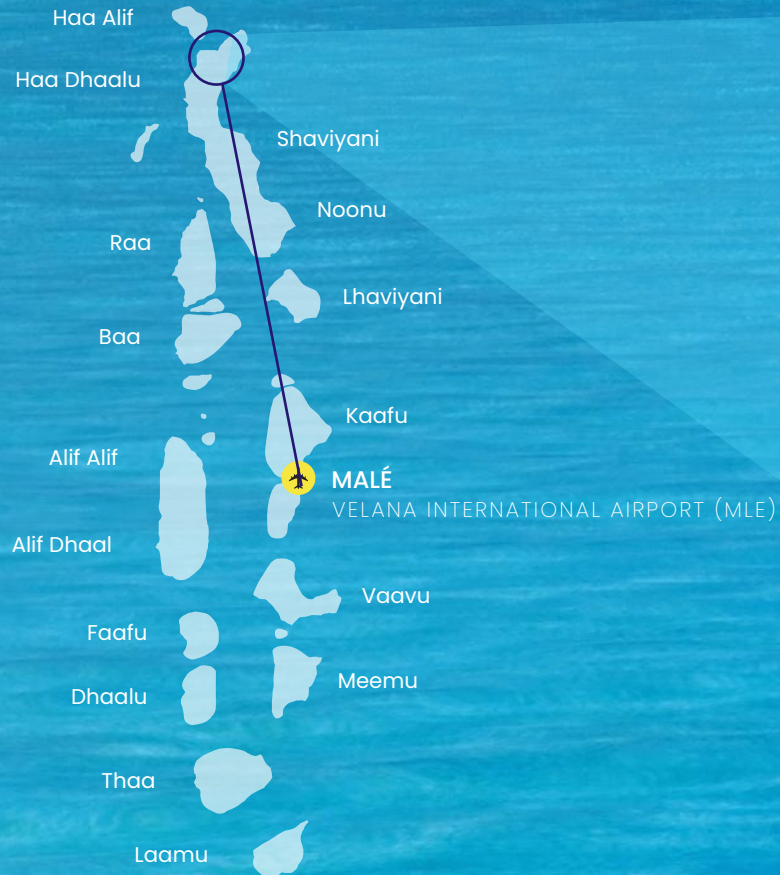 Haa Alif
Haa Dhaalu
Shaviyani
Noonu
Raa
Lhaviyani
Baa
Kaafu
Alif Alif
MALÉ
VELANA INTERNATIONAL AIRPORT (MLE)
Alif Dhaal
Vaavu
Faafu
Meemu
Dhaalu
Thaa
Laamu